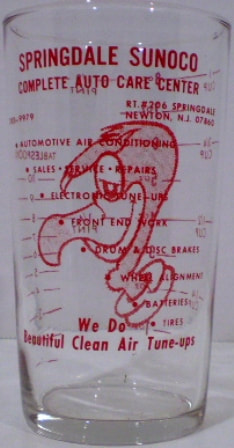 SPRINGDALE SUNOCO
COMPLETE AUTO CARE CENTER
RT. #206 SPRINGDALE
NEWTON, N.J. 07860
• AUTOMOTIVE AIR CONDITIONING
• SALES • SERVICE • REPAIRS
• ELECTRONIC TUNE-UPS
• FRONT END WORK
• DRUM & DISC BRAKES
• WHEEL ALIGNMENT
• BATTERIES
• TIRES
We Do
Beautiful Clean Air Tune-ups